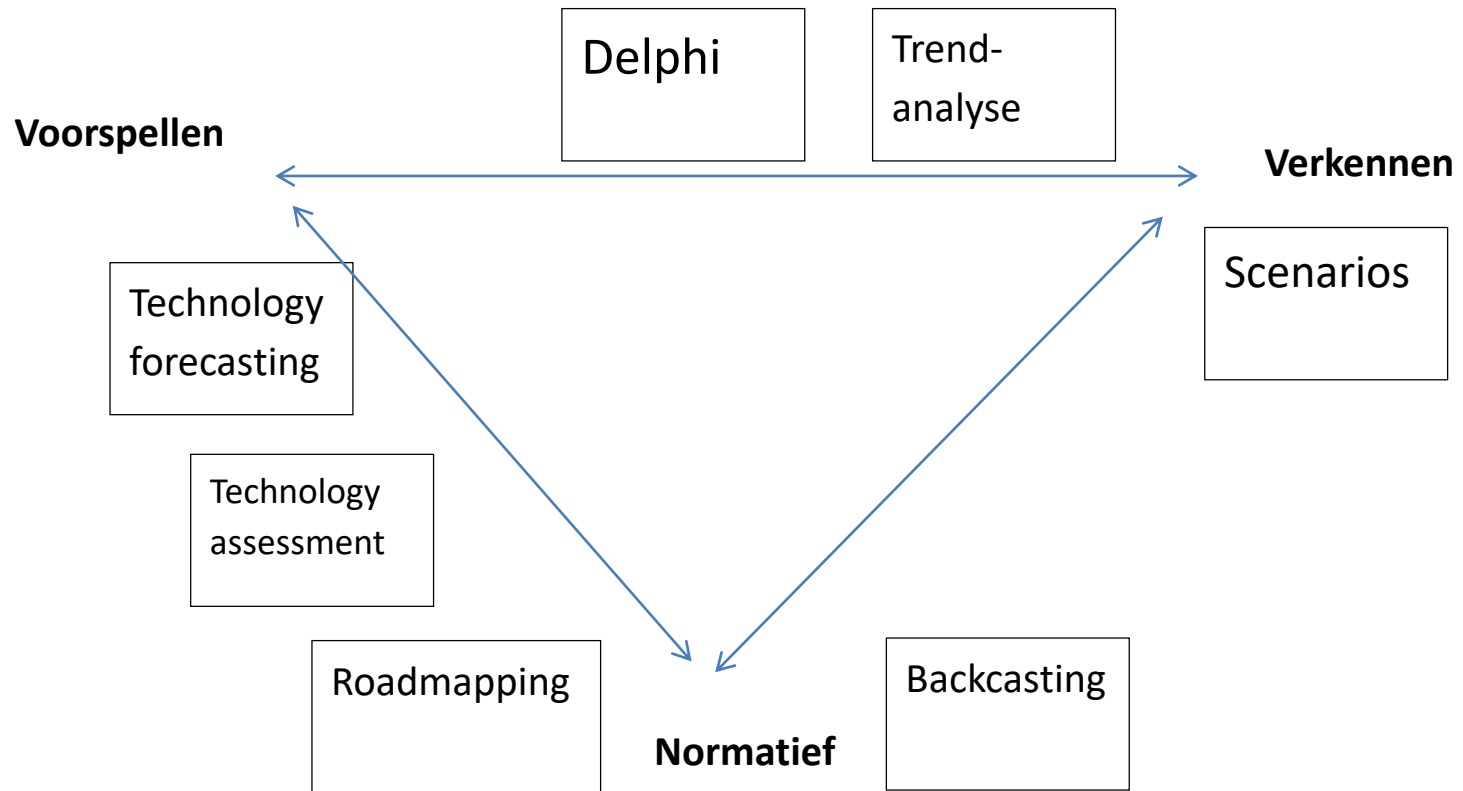 Delphi
Trend-
analyse
Voorspellen
Verkennen
Scenarios
Technology
forecasting
Technology
assessment
Roadmapping
Backcasting
Normatief